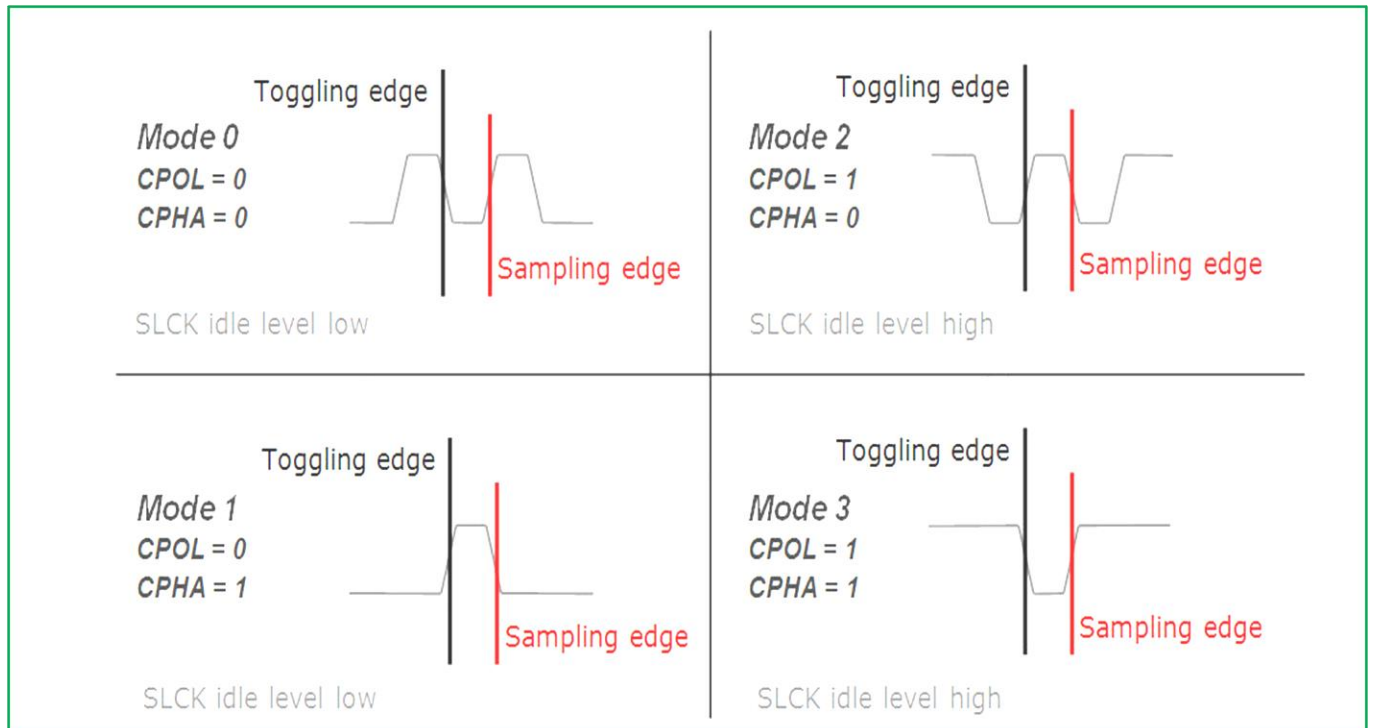 Toggling edge
Mode 0
CPOL = 0
CPHA = 0
Sampling edge
SLCK idle level low
Toggling edge
Mode 2
CPOL = 1
CPHA = 0
Sampling edge
SLCK idle level high
Toggling edge
Mode 1
CPOL = 0
CPHA = 1
Sampling edge
SLCK idle level low
Toggling edge
Mode 3
CPOL = 1
CPHA = 1
Sampling edge
SLCK idle level high